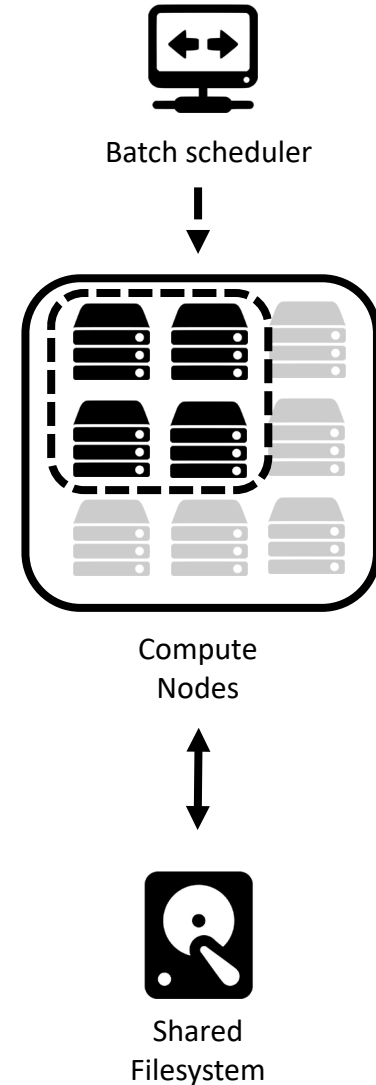 Batch scheduler
Compute
Nodes
Shared
Filesystem